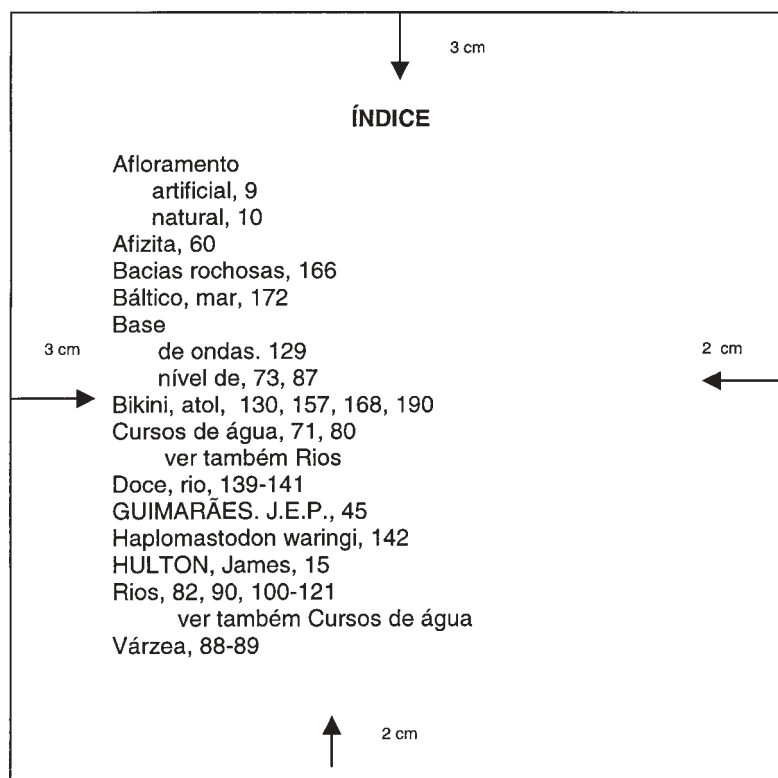 3 cm
ÍNDICE
Afloramento
artificial, 9
natural, 10
Afizita, 60
Bacias rochosas, 166
Báltico, mar, 172
Base
3 cm
de ondas. 129
2 cm
nível de, 73, 87
Bikini, atol, 130, 157, 168, 190
Cursos de água, 71, 80
ver também Rios
Doce, rio, 139-141
GUIMARÃES. J.E.P., 45
Haplomastodon waringi, 142
HULTON, James, 15
Rios, 82, 90, 100-121
ver também Cursos de água
Várzea, 88-89
2 cm